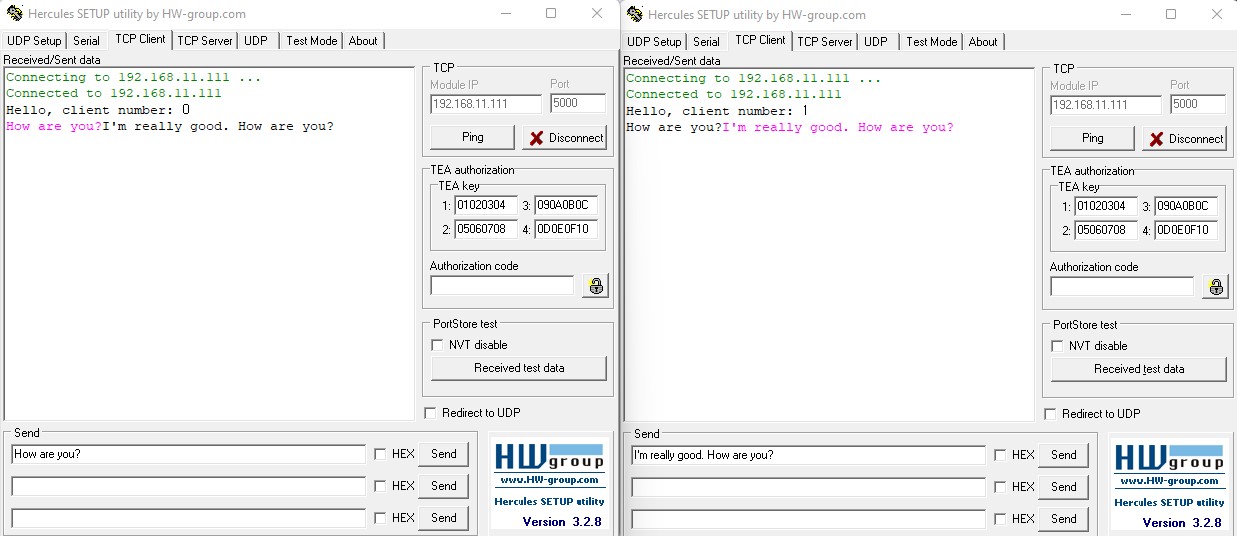 Hercules SETUP utility by HW-group.com
UDP Setup Serial TCP Client TCP Server UDP Test Mode About
Received/Sent data
Connecting to 192.168.11.111 ...
Connected to 192.168.11.111
Hello, client number: 0
How are you?I'm really good. How are you?
TCP
Module IP Port
192.168.11.111 5000
Ping Disconnect
TEA authorization
TEA key
1: 01020304 3: 090A0B0C
2: 05060708 4: 0D0E0F10
Authorization code
PortStore test
NVT disable
Received test data
Redirect to UDP
Send
How are you? HEX Send
HEX Send
HEX Send
HW group
www.HW-group.com
Hercules SETUP utility
Version 3.2.8
Hercules SETUP utility by HW-group.com
UDP Setup Serial TCP Client TCP Server UDP Test Mode About
Received/Sent data
Connecting to 192.168.11.111 ...
Connected to 192.168.11.111
Hello, client number: 1
How are you?I'm really good. How are you?
TCP
Module IP Port
192.168.11.111 5000
Ping Disconnect
TEA authorization
TEA key
1: 01020304 3: 090A0B0C
2: 05060708 4: 0D0E0F10
Authorization code
PortStore test
NVT disable
Received test data
Redirect to UDP
Send
I'm really good. How are you? HEX Send
HEX Send
HEX Send
HW group
www.HW-group.com
Hercules SETUP utility
Version 3.2.8